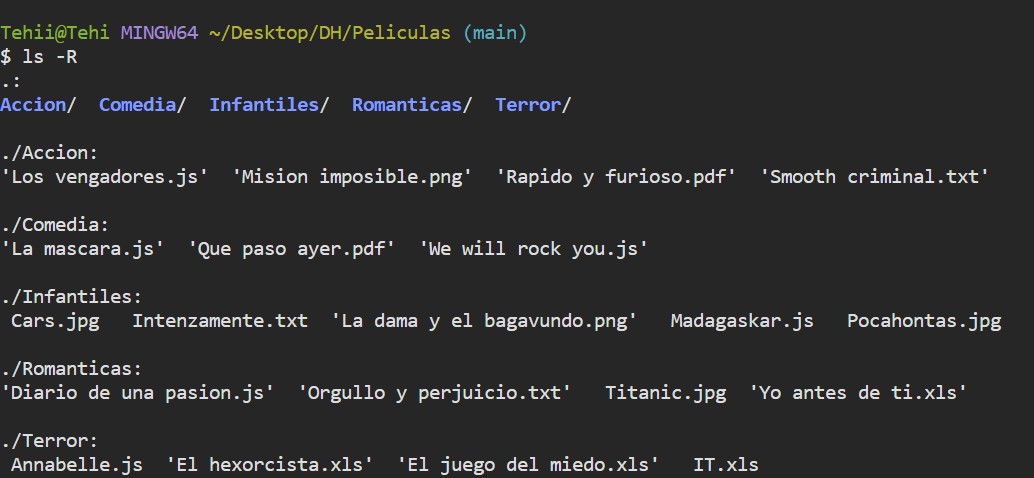 Tehii@Tehi MINGW64 ~/Desktop/DH/Peliculas (main)
$ ls -R
.:
Accion/  Comedia/  Infantiles/  Romanticas/  Terror/
./Accion:
'Los vengadores.js'  'Mision imposible.png'  'Rapido y furioso.pdf'  'Smooth criminal.txt'
./Comedia:
'La mascara.js'  'Que paso ayer.pdf'  'We will rock you.js'
./Infantiles:
Cars.jpg   Intenzamente.txt  'La dama y el bagavundo.png'   Madagaskar.js   Pocahontas.jpg
./Romanticas:
'Diario de una pasion.js'  'Orgullo y perjuicio.txt'   Titanic.jpg  'Yo antes de ti.xls'
./Terror:
Annabelle.js  'El hexorcista.xls'  'El juego del miedo.xls'   IT.xls